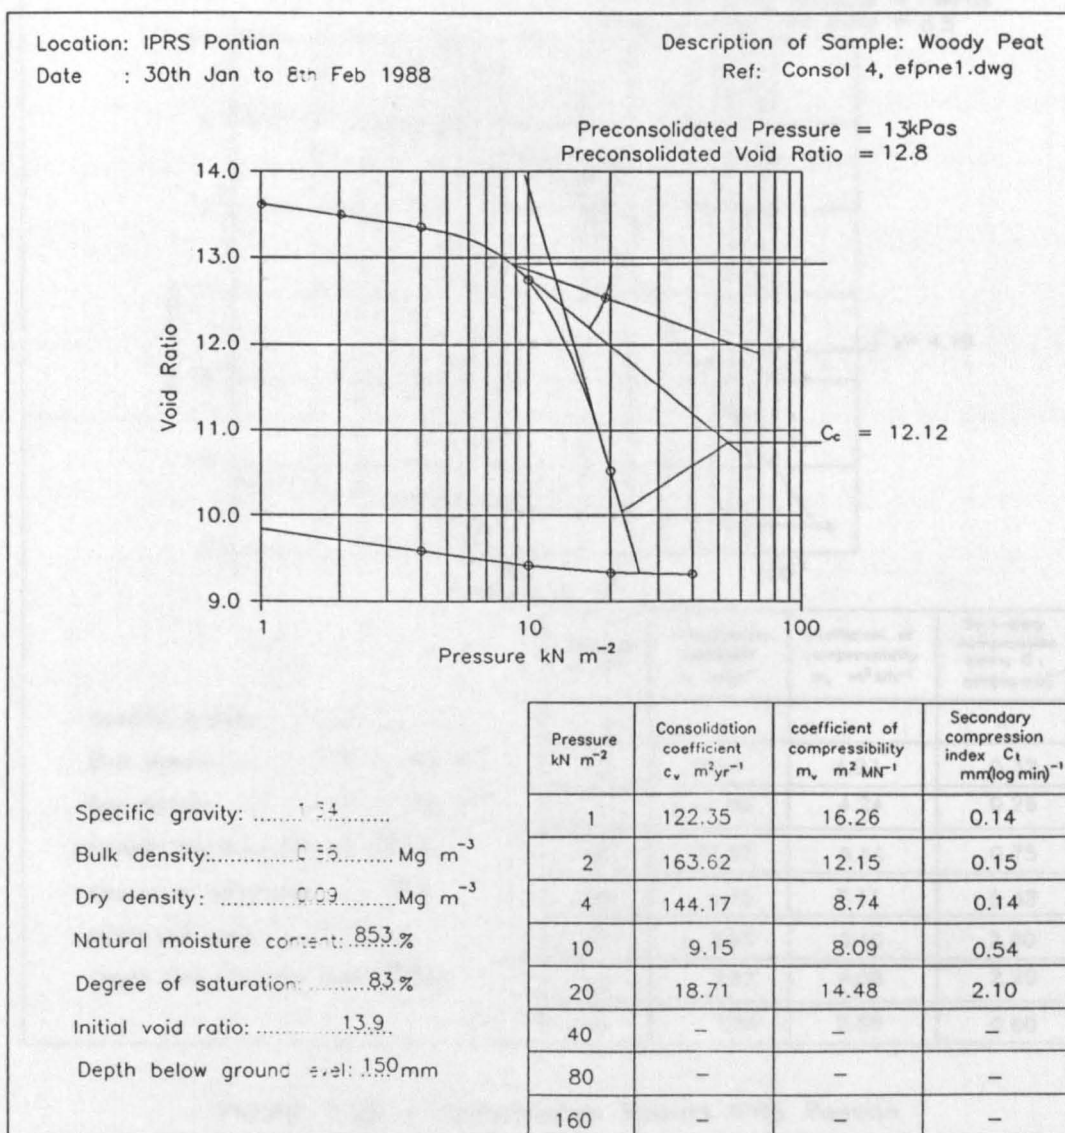 Location: IPRS Pontian
Description of Sample: Woody Peat
Date : 30th Jan to 8th Feb 1988
Ref: Consol 4, efpne1.dwg
Preconsolidated Pressure = 13kPas
Preconsolidated Void Ratio = 12.8
14.0
13.0
12.0
11.0
10.0
9.0
Void Ratio
Cc = 12.12
1 10 100
Pressure kN m⁻²
Pressure kN m⁻²
Consolidation coefficient cᵥ m²yr⁻¹
coefficient of compressibility mᵥ m² MN⁻¹
Secondary compression index Cₜ mm(log min)⁻¹
1 122.35 16.26 0.14
2 163.62 12.15 0.15
4 144.17 8.74 0.14
10 9.15 8.09 0.54
20 18.71 14.48 2.10
40 – – –
80 – – –
160 – – –
Specific gravity:
Bulk density: Mg m⁻³
Dry density: 0.09 Mg m⁻³
Natural moisture content: 853 %
Degree of saturation: 83 %
Initial void ratio: 13.9
Depth below ground level: 150 mm